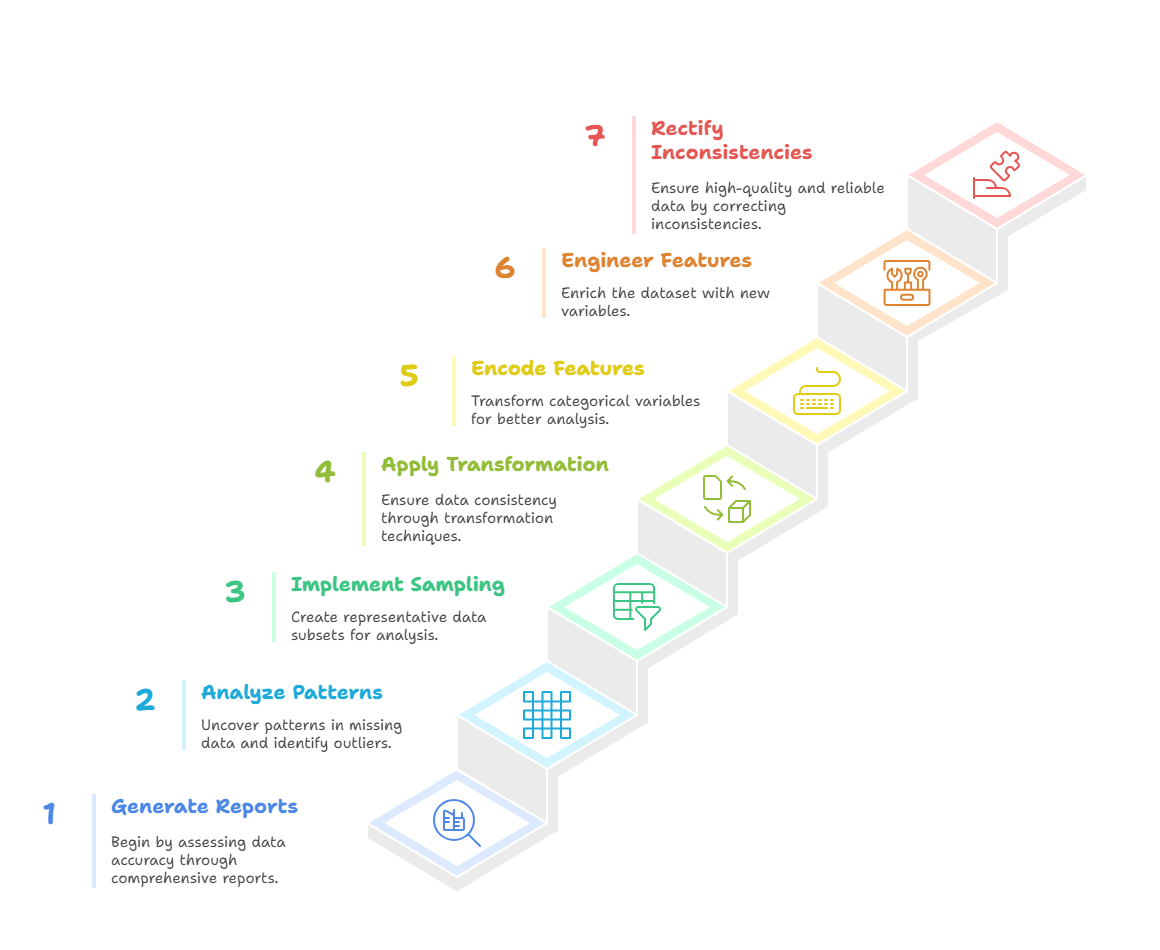 7
Rectify
Inconsistencies
Ensure high-quality and reliable
data by correcting
inconsistencies.
6
Engineer Features
Enrich the dataset with new
variables.
5
Encode Features
Transform categorical variables
for better analysis.
4
Apply Transformation
Ensure data consistency
through transformation
techniques.
3
Implement Sampling
Create representative data
subsets for analysis.
2
Analyze Patterns
Uncover patterns in missing
data and identify outliers.
1
Generate Reports
Begin by assessing data
accuracy through
comprehensive reports.